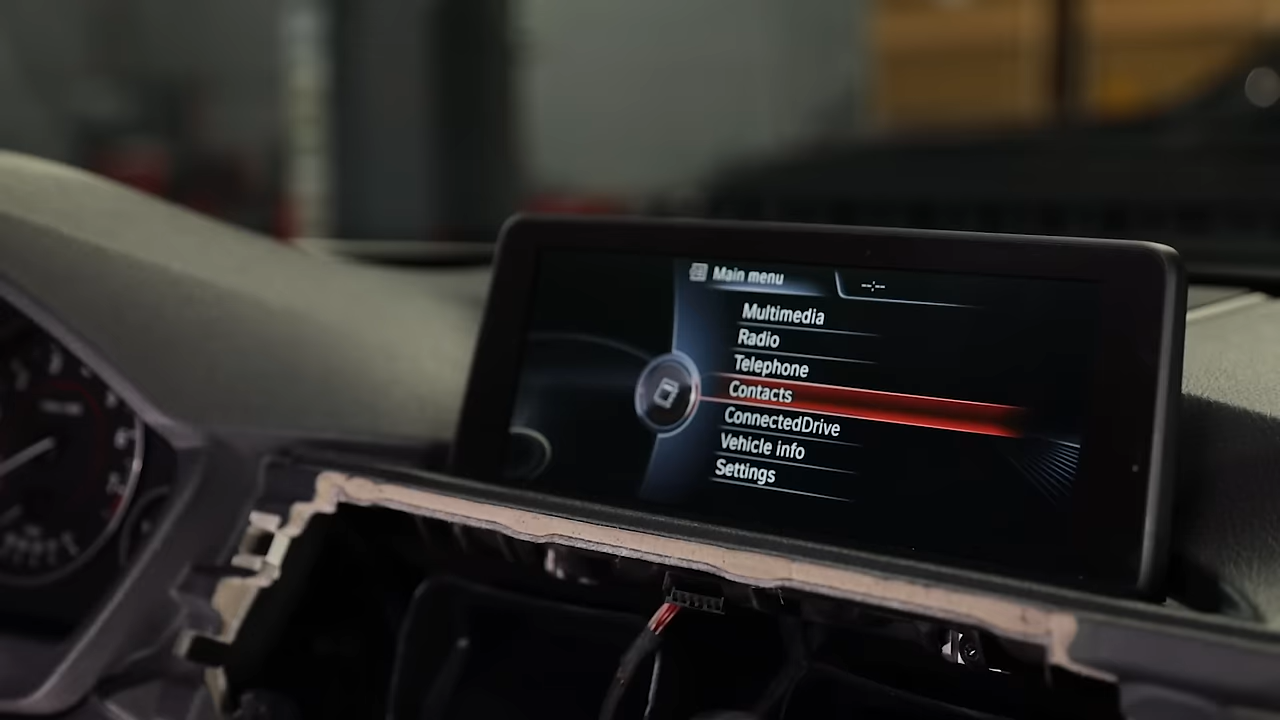 Main menu
--:--
Multimedia
Radio
Telephone
Contacts
ConnectedDrive
Vehicle info
Settings